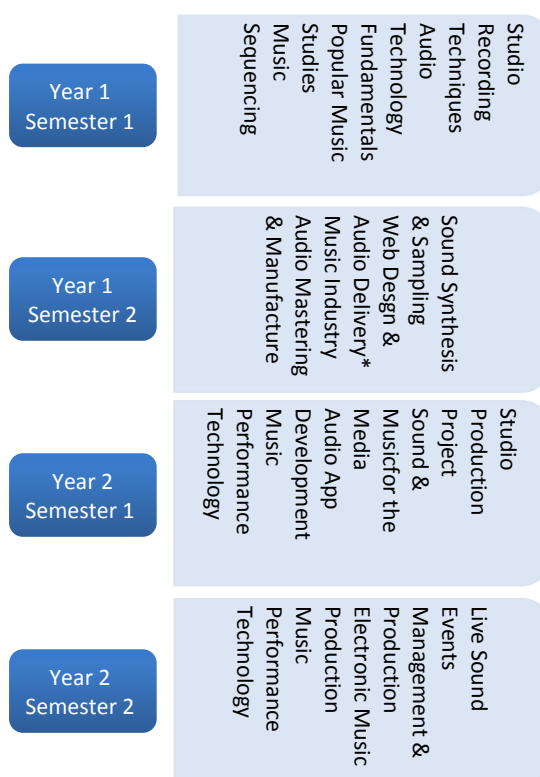 Year 1
Semester 1
Studio
Recording
Techniques
Audio
Technology
Fundamentals
Popular Music
Studies
Music
Sequencing
Year 1
Semester 2
Sound Synthesis
& Sampling
Web Desgn &
Audio Delivery*
Music Industry
Audio Mastering
& Manufacture
Year 2
Semester 1
Studio
Production
Project
Sound &
Musicfor the
Media
Audio App
Development
Music
Performance
Technology
Year 2
Semester 2
Live Sound
Events
Management &
Production
Electronic Music
Production
Music
Performance
Technology